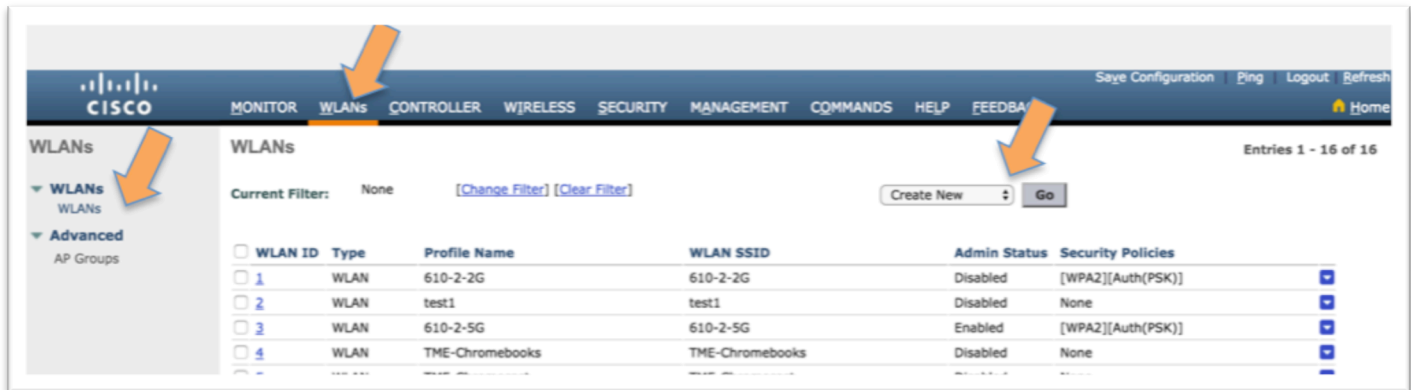 Save Configuration Ping Logout Refresh
CISCO MONITOR WLANs CONTROLLER WIRELESS SECURITY MANAGEMENT COMMANDS HELP Home
WLANs
WLANs
WLANs
Advanced
AP Groups
WLANs Entries 1 - 16 of 16
Current Filter: None [Change Filter] [Clear Filter] Create New Go
WLAN ID Type Profile Name WLAN SSID Admin Status Security Policies
1 WLAN 610-2-2G 610-2-2G Disabled [WPA2][Auth(PSK)]
2 WLAN test1 test1 Disabled None
3 WLAN 610-2-5G 610-2-5G Enabled [WPA2][Auth(PSK)]
4 WLAN TME-Chromebooks TME-Chromebooks Disabled None